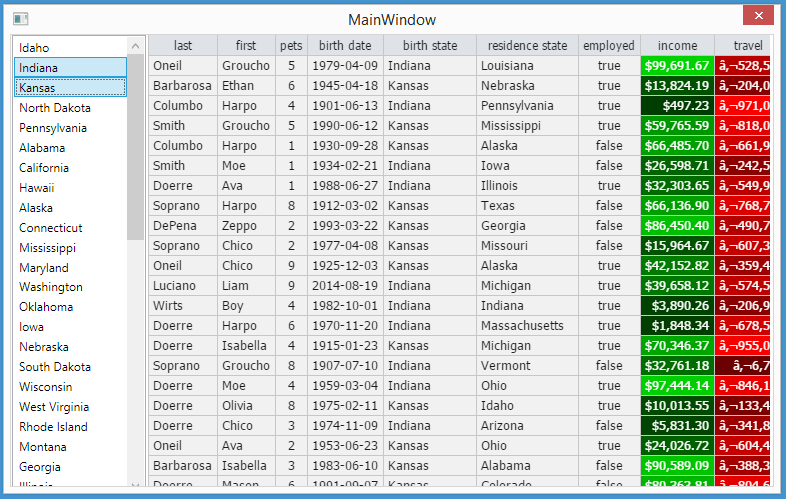 MainWindow
Idaho
Indiana
Kansas
North Dakota
Pennsylvania
Alabama
California
Hawaii
Alaska
Connecticut
Mississippi
Maryland
Washington
Oklahoma
Iowa
Nebraska
South Dakota
Wisconsin
West Virginia
Rhode Island
Montana
Georgia
Illinois
last first pets birth date birth state residence state employed income travel
Oneil Groucho 5 1979-04-09 Indiana Louisiana true $99,691.67 â‚¬528,5
Barbarosa Ethan 6 1945-04-18 Kansas Nebraska true $13,824.19 â‚¬204,0
Columbo Harpo 4 1901-06-13 Indiana Pennsylvania true $497.23 â‚¬971,0
Smith Groucho 5 1990-06-12 Kansas Mississippi true $59,765.59 â‚¬818,0
Columbo Harpo 1 1930-09-28 Kansas Alaska false $66,485.70 â‚¬661,9
Smith Moe 1 1934-02-21 Indiana Iowa false $26,598.71 â‚¬242,5
Doerre Ava 1 1988-06-27 Indiana Illinois true $32,303.65 â‚¬549,9
Soprano Harpo 8 1912-03-02 Kansas Texas false $66,136.90 â‚¬768,7
DePena Zeppo 2 1993-03-22 Kansas Georgia false $86,450.40 â‚¬490,7
Soprano Chico 2 1977-04-08 Kansas Missouri false $15,964.67 â‚¬607,3
Oneil Chico 9 1925-12-03 Kansas Alaska true $42,152.82 â‚¬359,4
Luciano Liam 9 2014-08-19 Indiana Michigan true $39,658.12 â‚¬574,5
Wirts Boy 4 1982-10-01 Indiana Indiana true $3,890.26 â‚¬206,9
Doerre Harpo 6 1970-11-20 Indiana Massachusetts true $1,848.34 â‚¬678,5
Doerre Isabella 4 1915-01-23 Kansas Michigan true $70,346.37 â‚¬955,0
Soprano Groucho 8 1907-07-10 Indiana Vermont false $32,761.18 â‚¬6,7
Doerre Moe 4 1959-03-04 Indiana Ohio true $97,444.14 â‚¬846,1
Doerre Olivia 8 1975-02-11 Kansas Idaho true $10,013.55 â‚¬133,4
Doerre Chico 3 1974-11-09 Indiana Arizona false $5,831.30 â‚¬341,8
Oneil Ava 2 1953-06-23 Kansas Ohio true $24,026.72 â‚¬604,4
Barbarosa Isabella 3 1983-06-10 Kansas Alabama false $90,589.09 â‚¬388,3
Doerre Mason 6 1991-09-07 Kansas Colorado false $80,263.81 â‚¬804,6